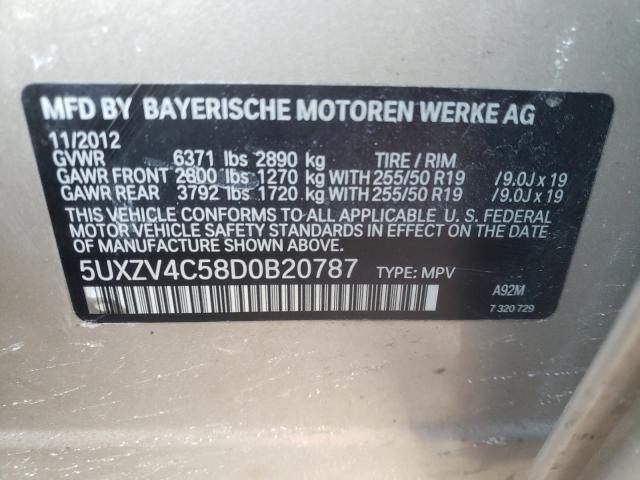 MFD BY BAYERISCHE MOTOREN WERKE AG
11/2012
GVWR 6371 lbs 2890 kg TIRE / RIM
GAWR FRONT 2800 lbs 1270 kg WITH 255/50 R19 /9.0J x 19
GAWR REAR 3792 lbs 1720 kg WITH 255/50 R19 /9.0J x 19
THIS VEHICLE CONFORMS TO ALL APPLICABLE U. S. FEDERAL
MOTOR VEHICLE SAFETY STANDARDS IN EFFECT ON THE DATE
OF MANUFACTURE SHOWN ABOVE.
5UXZV4C58D0B20787 TYPE: MPV
A92M
7 320 729